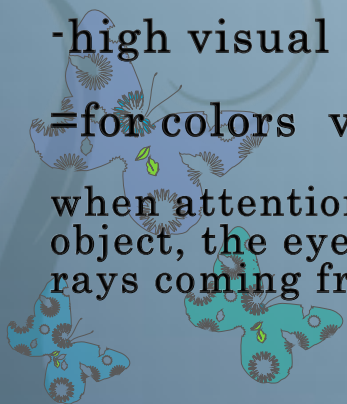 -high visual
=for colors v
when attention
object, the eye
rays coming fr